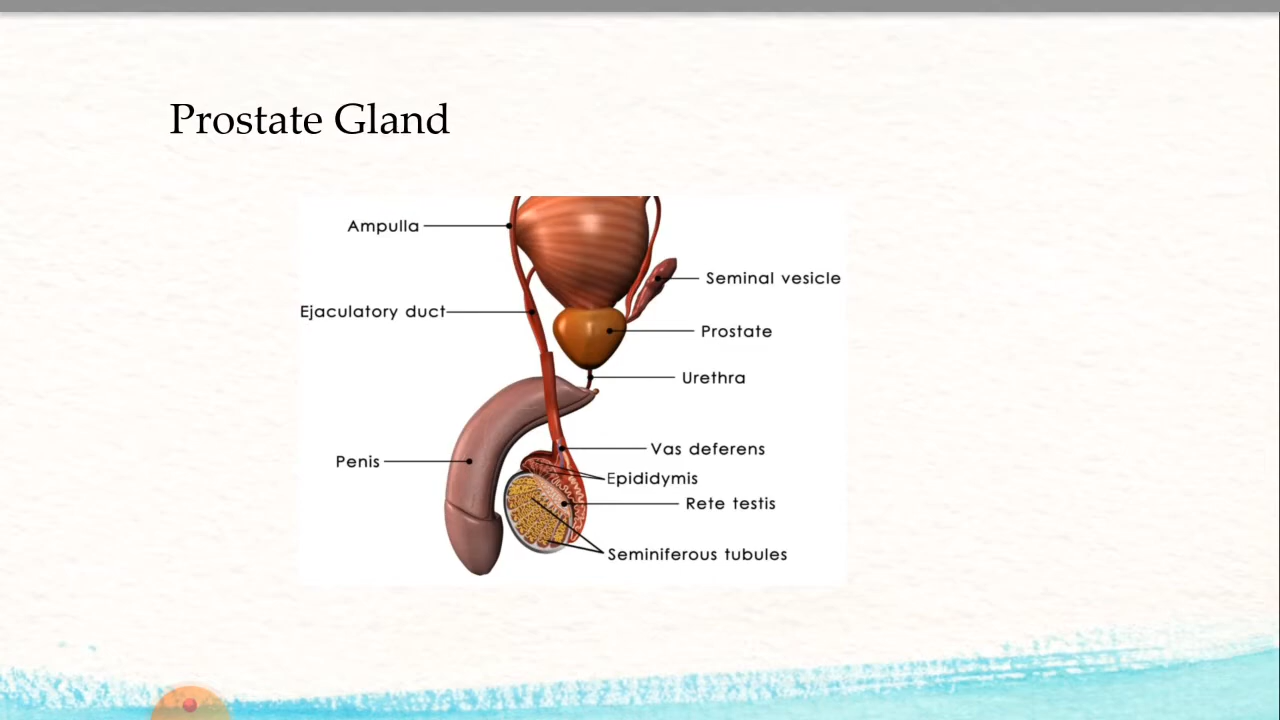 Prostate Gland
Ampulla
Seminal vesicle
Ejaculatory duct
Prostate
Urethra
Vas deferens
Penis
Epididymis
Rete testis
Seminiferous tubules